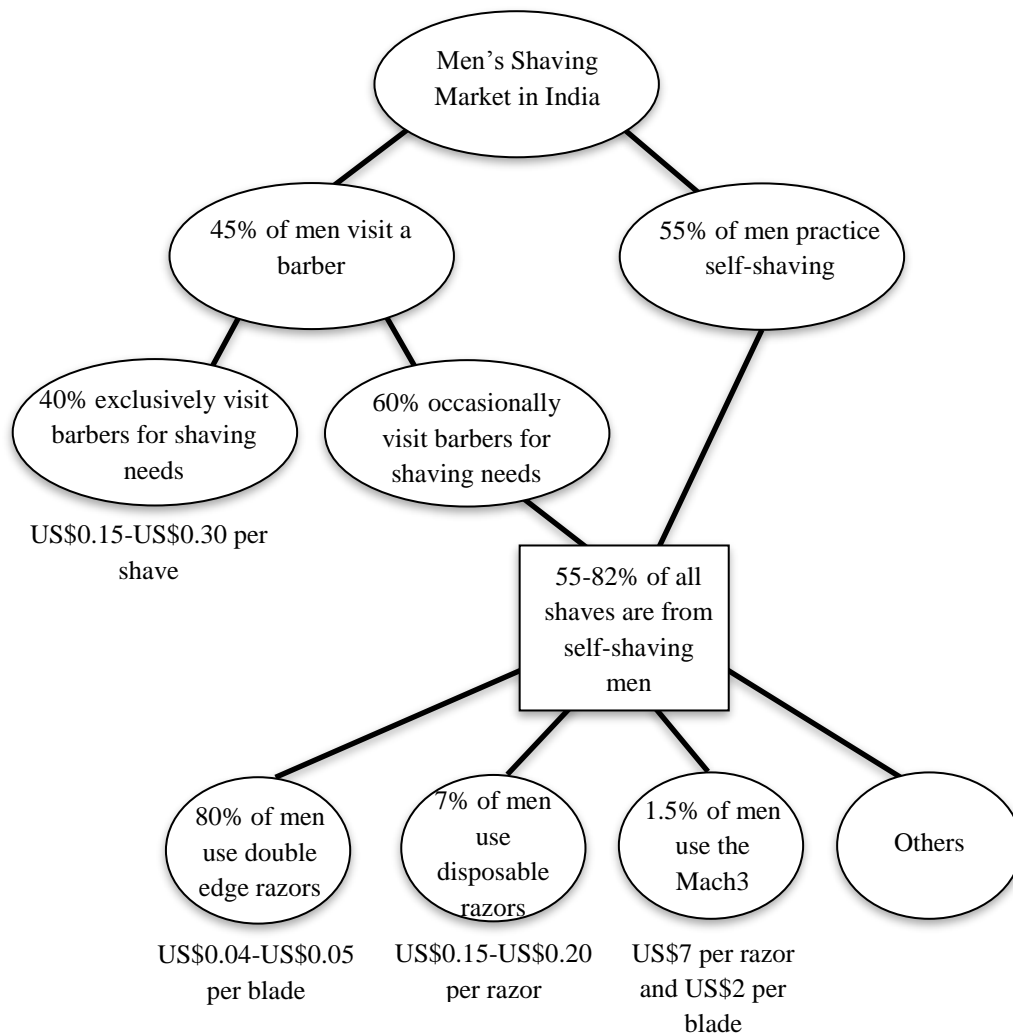 Men’s Shaving
Market in India
45% of men visit a
barber
55% of men practice
self-shaving
40% exclusively visit
barbers for shaving
needs
60% occasionally
visit barbers for
shaving needs
US$0.15-US$0.30 per
shave
55-82% of all
shaves are from
self-shaving
men
80% of men
use double
edge razors
7% of men
use
disposable
razors
1.5% of men
use the
Mach3
Others
US$0.04-US$0.05
per blade
US$0.15-US$0.20
per razor
US$7 per razor
and US$2 per
blade